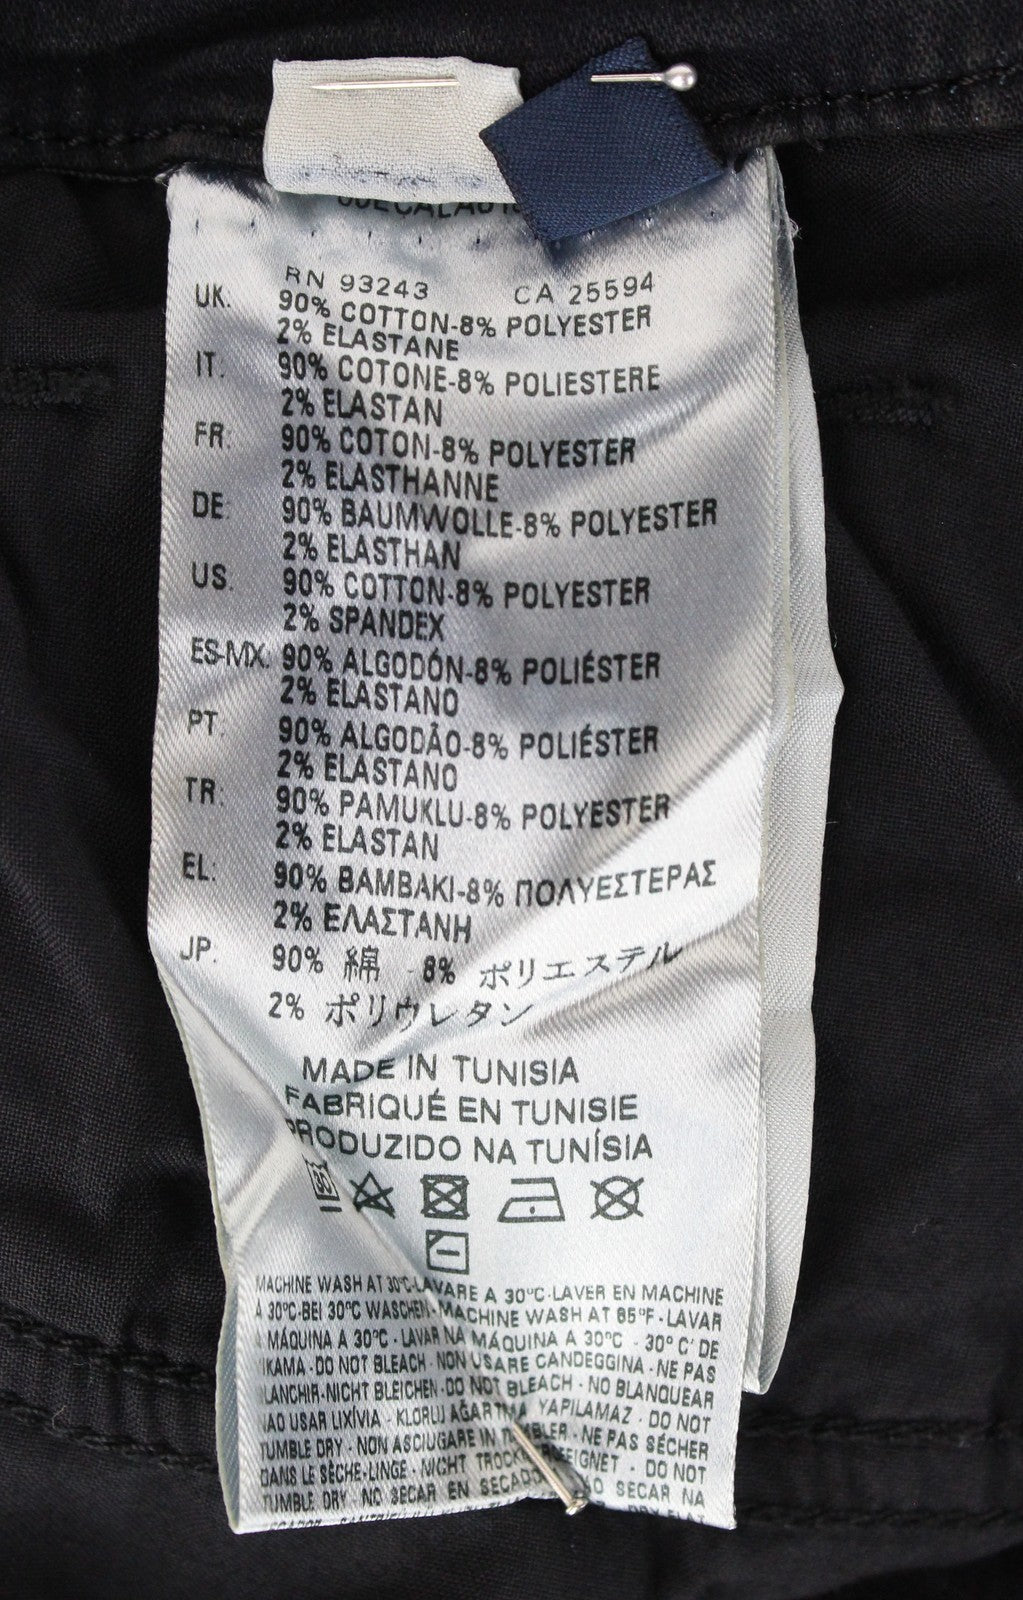 RN 93243 CA 25594
UK: 90% COTTON-8% POLYESTER
2% ELASTANE
IT: 90% COTONE-8% POLIESTERE
2% ELASTAN
FR: 90% COTON-8% POLYESTER
2% ELASTHANNE
DE: 90% BAUMWOLLE-8% POLYESTER
2% ELASTHAN
US: 90% COTTON-8% POLYESTER
2% SPANDEX
ES-MX: 90% ALGODÓN-8% POLIÉSTER
2% ELASTANO
PT: 90% ALGODÃO-8% POLIÉSTER
2% ELASTANO
TR: 90% PAMUKLU-8% POLYESTER
2% ELASTAN
EL: 90% ΒΑΜΒΑΚΙ-8% ΠΟΛΥΕΣΤΕΡΑΣ
2% ΕΛΑΣΤΑΝΗ
JP: 90% 綿 -8% ポリエステル
2% ポリウレタン
MADE IN TUNISIA
FABRIQUÉ EN TUNISIE
PRODUZIDO NA TUNÍSIA
MACHINE WASH AT 30°C-LAVARE A 30°C-LAVER EN MACHINE
À 30°C-BEI 30°C WASCHEN-MACHINE WASH AT 85°F-LAVAR
A MÁQUINA A 30°C - LAVAR NA MÁQUINA A 30°C - 30° C' DE
IKAMA - DO NOT BLEACH - NON USARE CANDEGGINA - NE PAS
LANCHIR-NICHT BLEICHEN-DO NOT BLEACH - NO BLANQUEAR
USAR LIXÍVIA - KLORLU AĞARTMA YAPILAMAZ - DO NOT
TUMBLE DRY - NON ASCIUGARE IN TUMBLER - NE PAS SÉCHER
DANS LE SÈCHE-LINGE - NICHT - DO NOT
TUMBLE DRY - NO SECAR EN SECADO SECAR NA